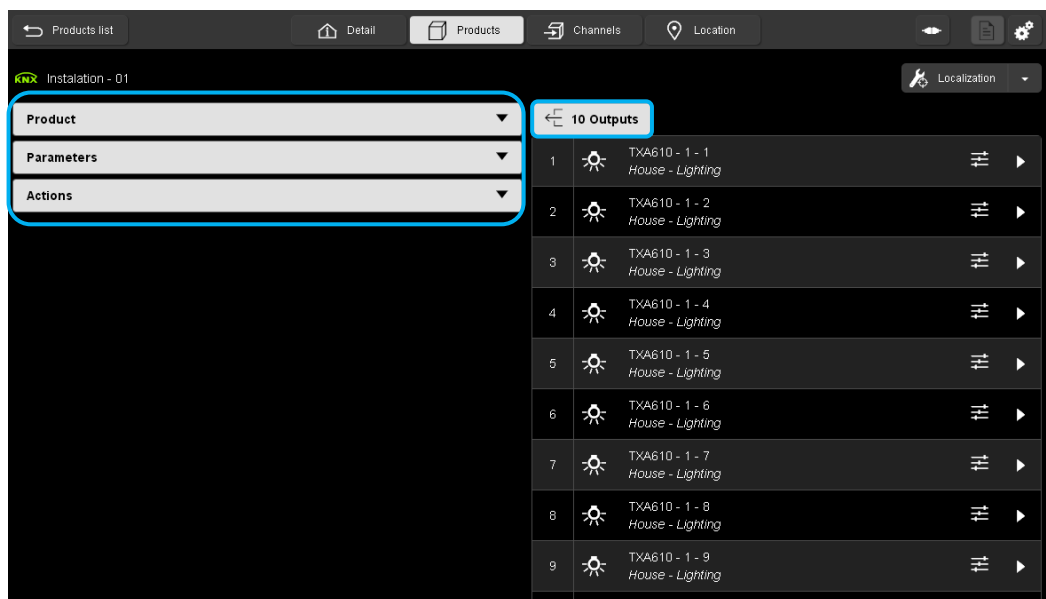 Products list
Detail
Products
Channels
Location
KNX Instalation - 01
Localization
Product
Parameters
Actions
10 Outputs
1 TXA610 - 1 - 1
House - Lighting
2 TXA610 - 1 - 2
House - Lighting
3 TXA610 - 1 - 3
House - Lighting
4 TXA610 - 1 - 4
House - Lighting
5 TXA610 - 1 - 5
House - Lighting
6 TXA610 - 1 - 6
House - Lighting
7 TXA610 - 1 - 7
House - Lighting
8 TXA610 - 1 - 8
House - Lighting
9 TXA610 - 1 - 9
House - Lighting